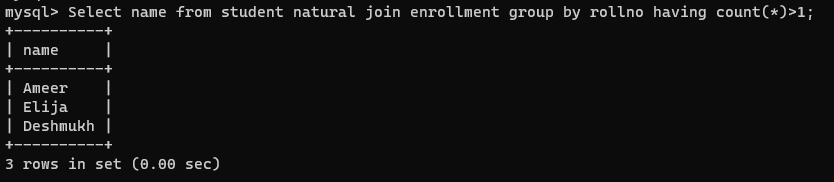 mysql> Select name from student natural join enrollment group by rollno having count(*)>1;
+----------+
| name     |
+----------+
| Ameer    |
| Elija    |
| Deshmukh |
+----------+
3 rows in set (0.00 sec)